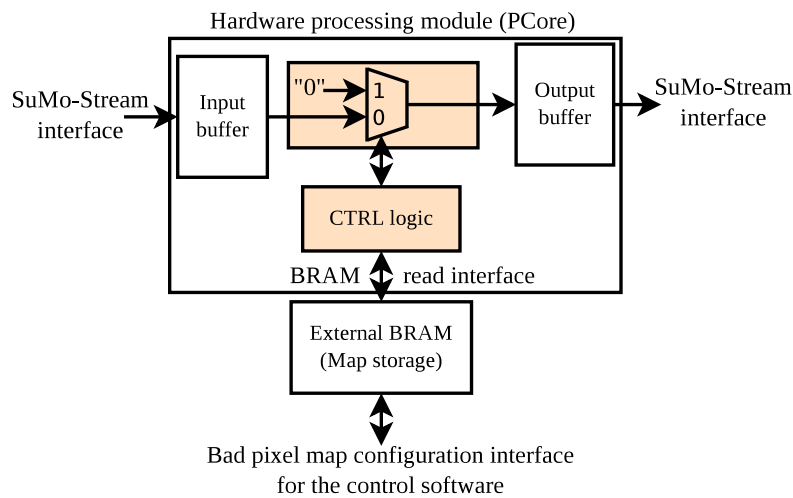 Hardware processing module (PCore)
SuMo-Stream
interface
Input
buffer
"0"
1
0
Output
buffer
SuMo-Stream
interface
CTRL logic
BRAM read interface
External BRAM
(Map storage)
Bad pixel map configuration interface
for the control software